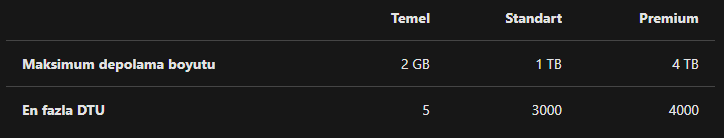 Temel Standart Premium
Maksimum depolama boyutu 2 GB 1 TB 4 TB
En fazla DTU 5 3000 4000